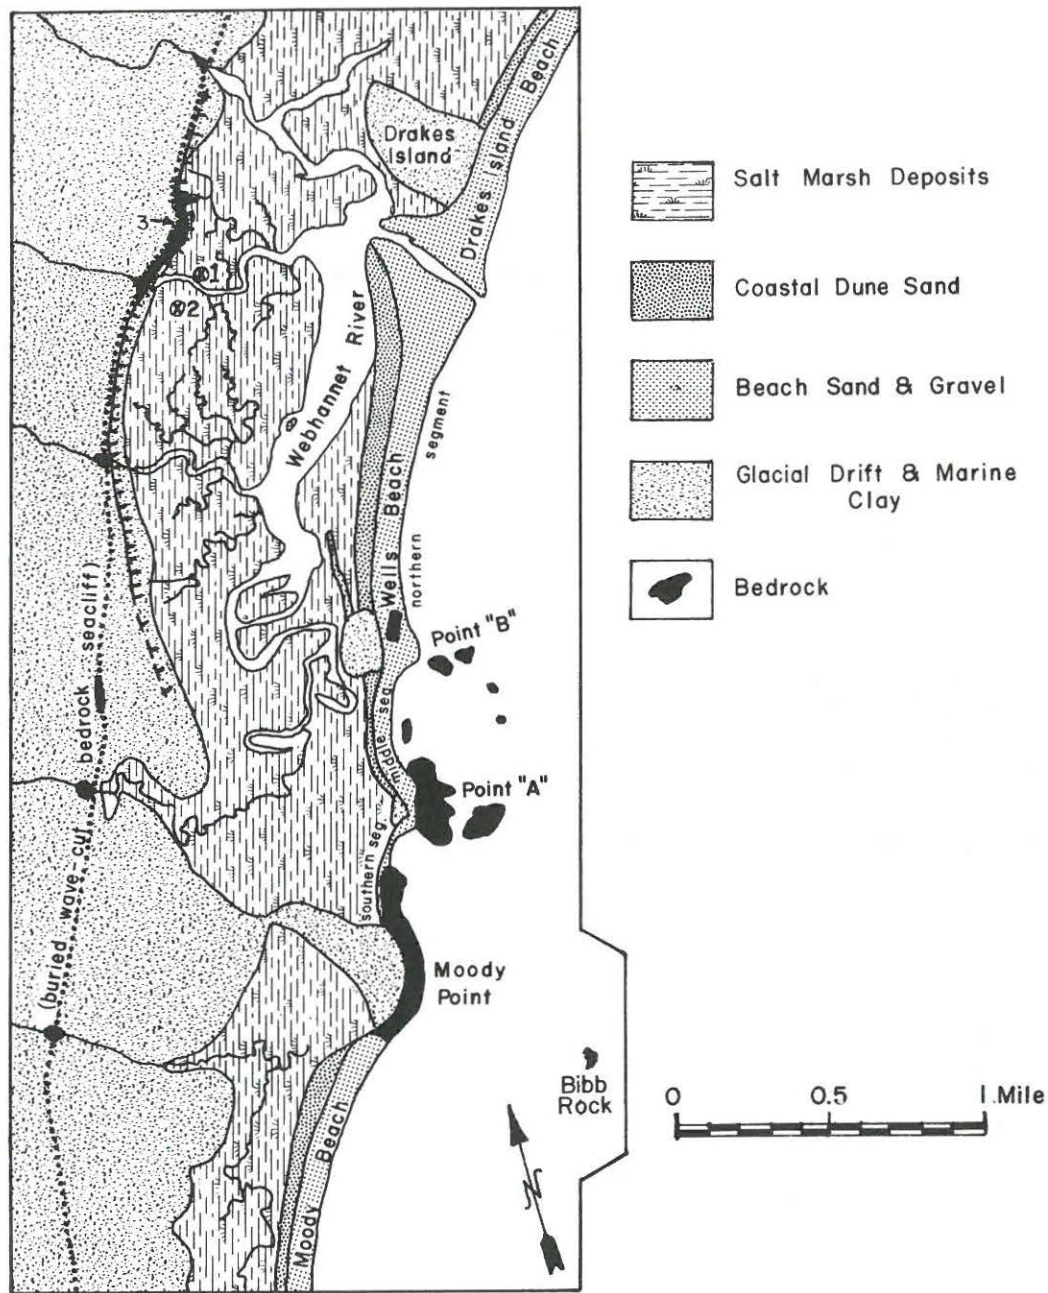 Drakes
Island
Drakes Island Beach
3
1
2
Webhannet River
Wells Beach
northern segment
Point "B"
middle seg.
Point "A"
southern seg.
(buried wave-cut bedrock seacliff)
Moody
Point
Moody Beach
Bibb
Rock
N
Salt Marsh Deposits
Coastal Dune Sand
Beach Sand & Gravel
Glacial Drift & Marine
Clay
Bedrock
0 0.5 1 Mile